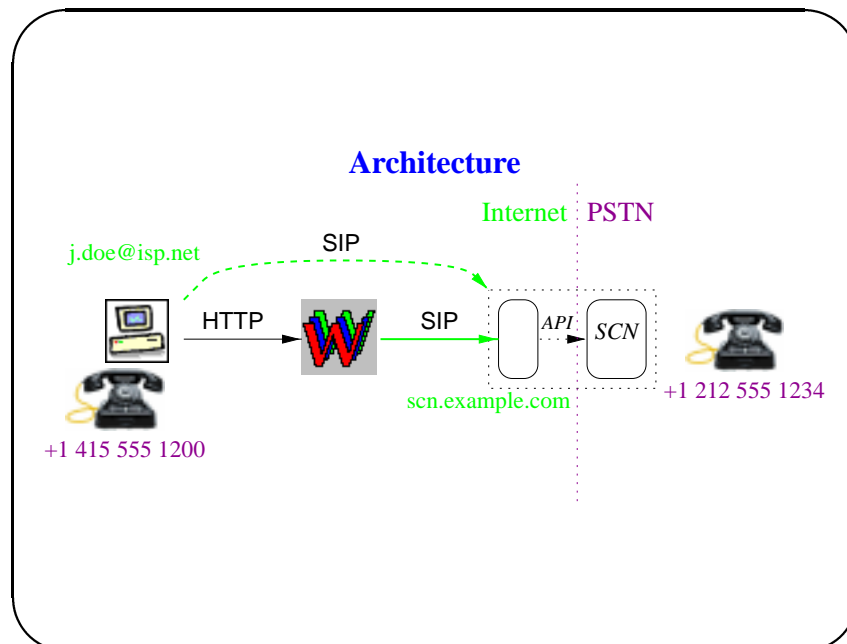 Architecture
Internet PSTN
SIP
j.doe@isp.net
HTTP
SIP
API
SCN
W
scn.example.com
+1 212 555 1234
+1 415 555 1200